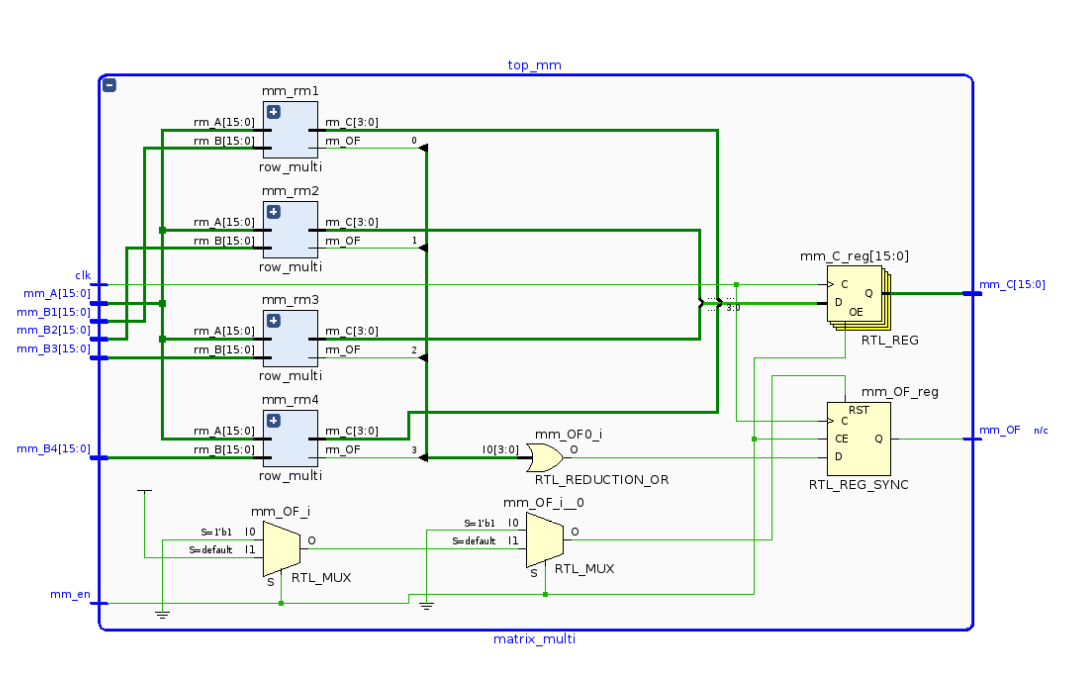 top_mm
mm_rm1
rm_A[15:0]
rm_C[3:0]
rm_B[15:0]
rm_OF
0
row_multi
mm_rm2
rm_A[15:0]
rm_C[3:0]
rm_B[15:0]
rm_OF
1
row_multi
clk
mm_A[15:0]
mm_B1[15:0]
mm_B2[15:0]
mm_B3[15:0]
mm_rm3
rm_A[15:0]
rm_C[3:0]
rm_B[15:0]
rm_OF
2
row_multi
... ...
... 3:0
mm_C_reg[15:0]
C
D
Q
OE
RTL_REG
mm_C[15:0]
mm_rm4
rm_A[15:0]
rm_C[3:0]
mm_B4[15:0]
rm_B[15:0]
rm_OF
3
row_multi
mm_OF0_i
I0[3:0]
O
RTL_REDUCTION_OR
mm_OF_reg
RST
C
CE
Q
D
RTL_REG_SYNC
mm_OF n/c
mm_OF_i
S=1'b1 I0
S=default I1
O
S
RTL_MUX
mm_OF_i__0
S=1'b1 I0
S=default I1
O
S
RTL_MUX
mm_en
matrix_multi